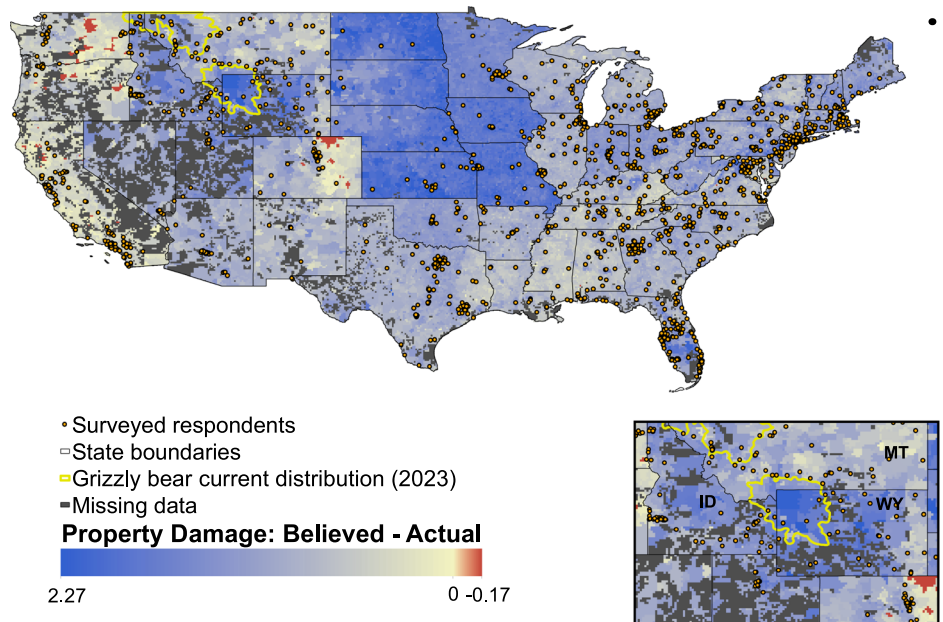 Surveyed respondents
State boundaries
Grizzly bear current distribution (2023)
Missing data
Property Damage: Believed - Actual
2.27 0 -0.17
MT
ID WY